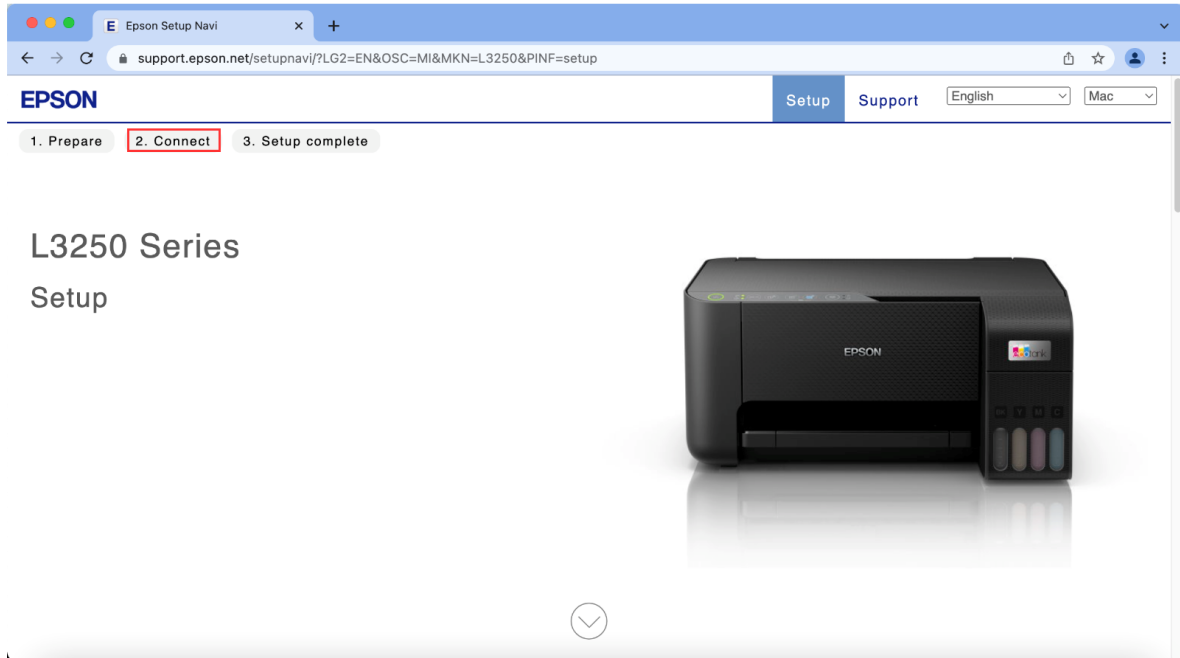 E Epson Setup Navi
support.epson.net/setupnavi/?LG2=EN&OSC=MI&MKN=L3250&PINF=setup
EPSON Setup Support English Mac
1. Prepare 2. Connect 3. Setup complete
L3250 Series
Setup
EPSON
BK Y M C